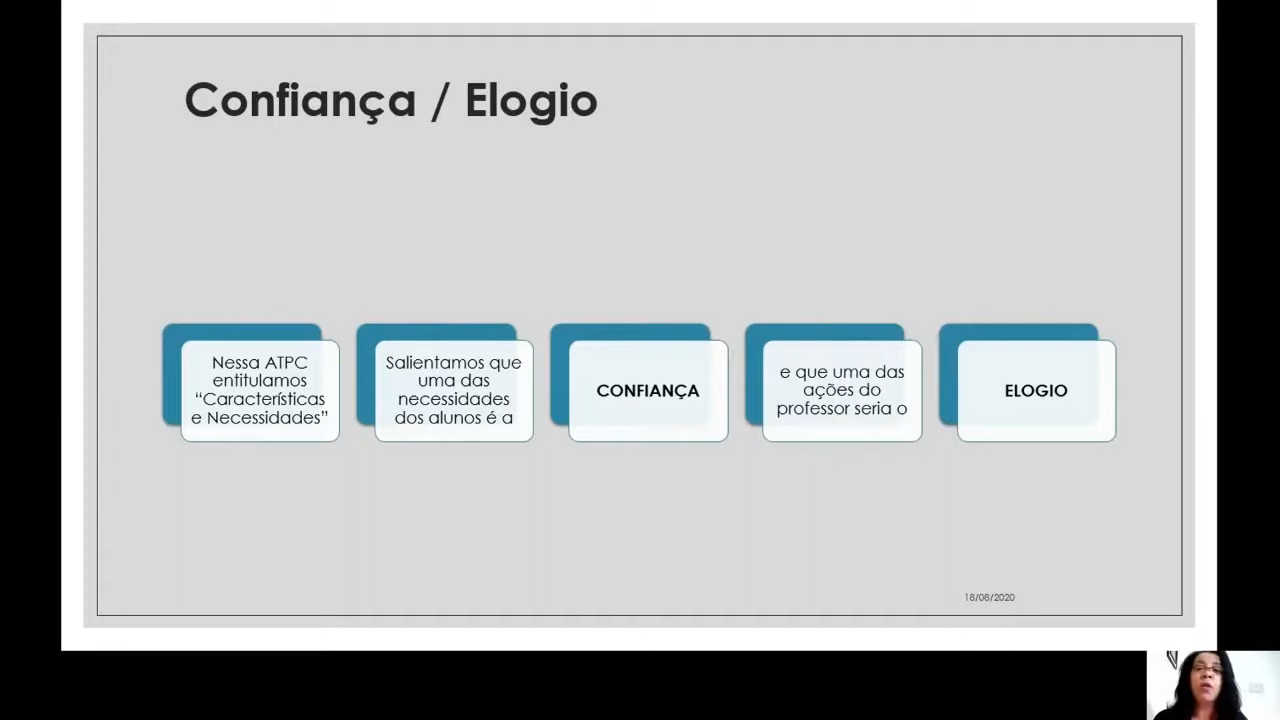 Confiança / Elogio
Nessa ATPC
entitulamos
“Características
e Necessidades”
Salientamos que
uma das
necessidades
dos alunos é a
CONFIANÇA
e que uma das
ações do
professor seria o
ELOGIO
18/08/2020